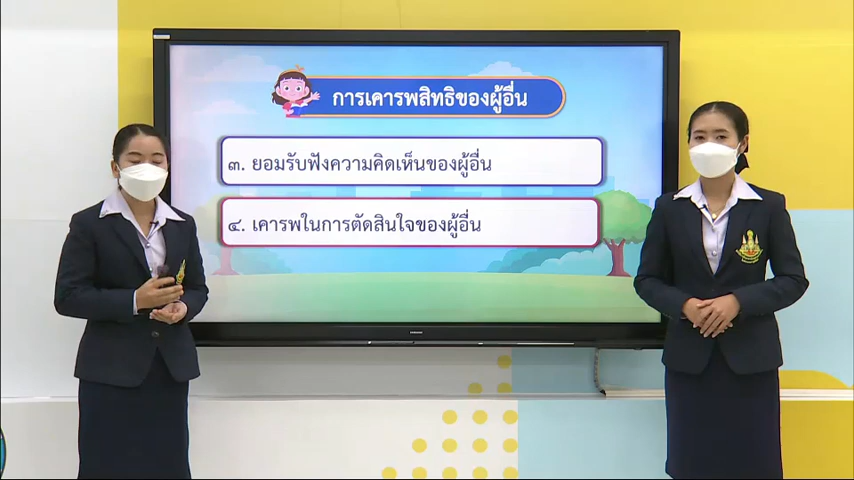 การเคารพสิทธิของผู้อื่น
๓. ยอมรับฟังความคิดเห็นของผู้อื่น
๔. เคารพในการตัดสินใจของผู้อื่น
SAMSUNG